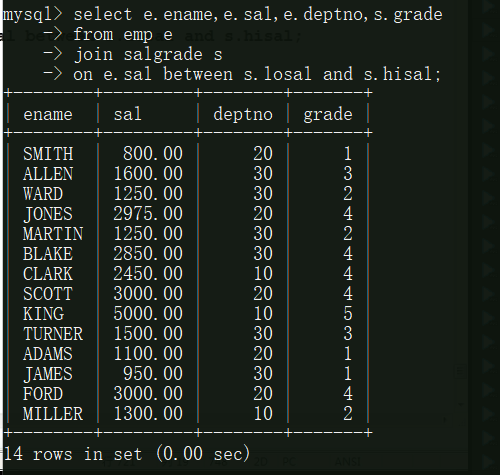 mysql> select e.ename,e.sal,e.deptno,s.grade
    -> from emp e
    -> join salgrade s
    -> on e.sal between s.losal and s.hisal;
+--------+---------+--------+-------+
| ename  | sal     | deptno | grade |
+--------+---------+--------+-------+
| SMITH  |  800.00 |     20 |     1 |
| ALLEN  | 1600.00 |     30 |     3 |
| WARD   | 1250.00 |     30 |     2 |
| JONES  | 2975.00 |     20 |     4 |
| MARTIN | 1250.00 |     30 |     2 |
| BLAKE  | 2850.00 |     30 |     4 |
| CLARK  | 2450.00 |     10 |     4 |
| SCOTT  | 3000.00 |     20 |     4 |
| KING   | 5000.00 |     10 |     5 |
| TURNER | 1500.00 |     30 |     3 |
| ADAMS  | 1100.00 |     20 |     1 |
| JAMES  |  950.00 |     30 |     1 |
| FORD   | 3000.00 |     20 |     4 |
| MILLER | 1300.00 |     10 |     2 |
+--------+---------+--------+-------+
14 rows in set (0.00 sec)